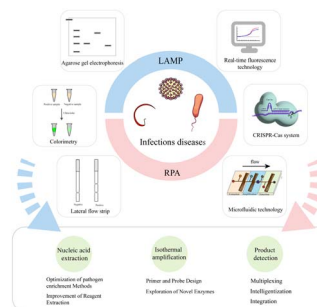 Agarose gel electrophoresis
LAMP
Real-time fluorescence
technology
Colorimetry
Infections diseases
CRISPR-Cas system
RPA
Lateral flow strip
flow
Microfluidic technology
Nucleic acid
extraction
Isothermal
amplification
Product
detection
Optimization of pathogen
enrichment Methods
Improvement of Reagent
Extraction
Primer and Probe Design
Exploration of Novel Enzymes
Multiplexing
Intelligentization
Integration